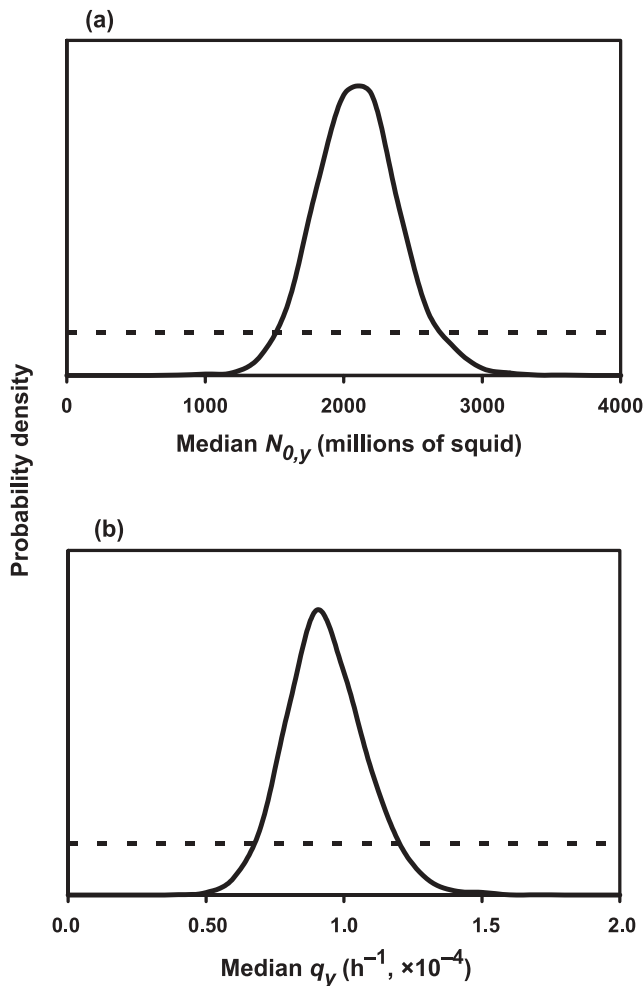 (a)
0 1000 2000 3000 4000
Median N₀,y (millions of squid)
Probability density
(b)
0.0 0.50 1.0 1.5 2.0
Median qy (h⁻¹, ×10⁻⁴)